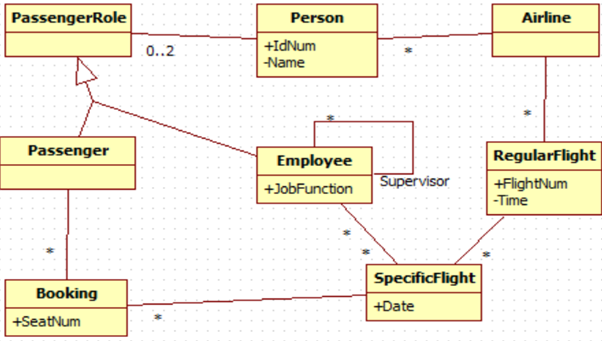 PassengerRole
Person
Airline
0..2
*
+IdNum
-Name
*
*
Passenger
Employee
RegularFlight
+JobFunction
Supervisor
+FlightNum
-Time
*
*
*
*
Booking
SpecificFlight
+SeatNum
*
+Date